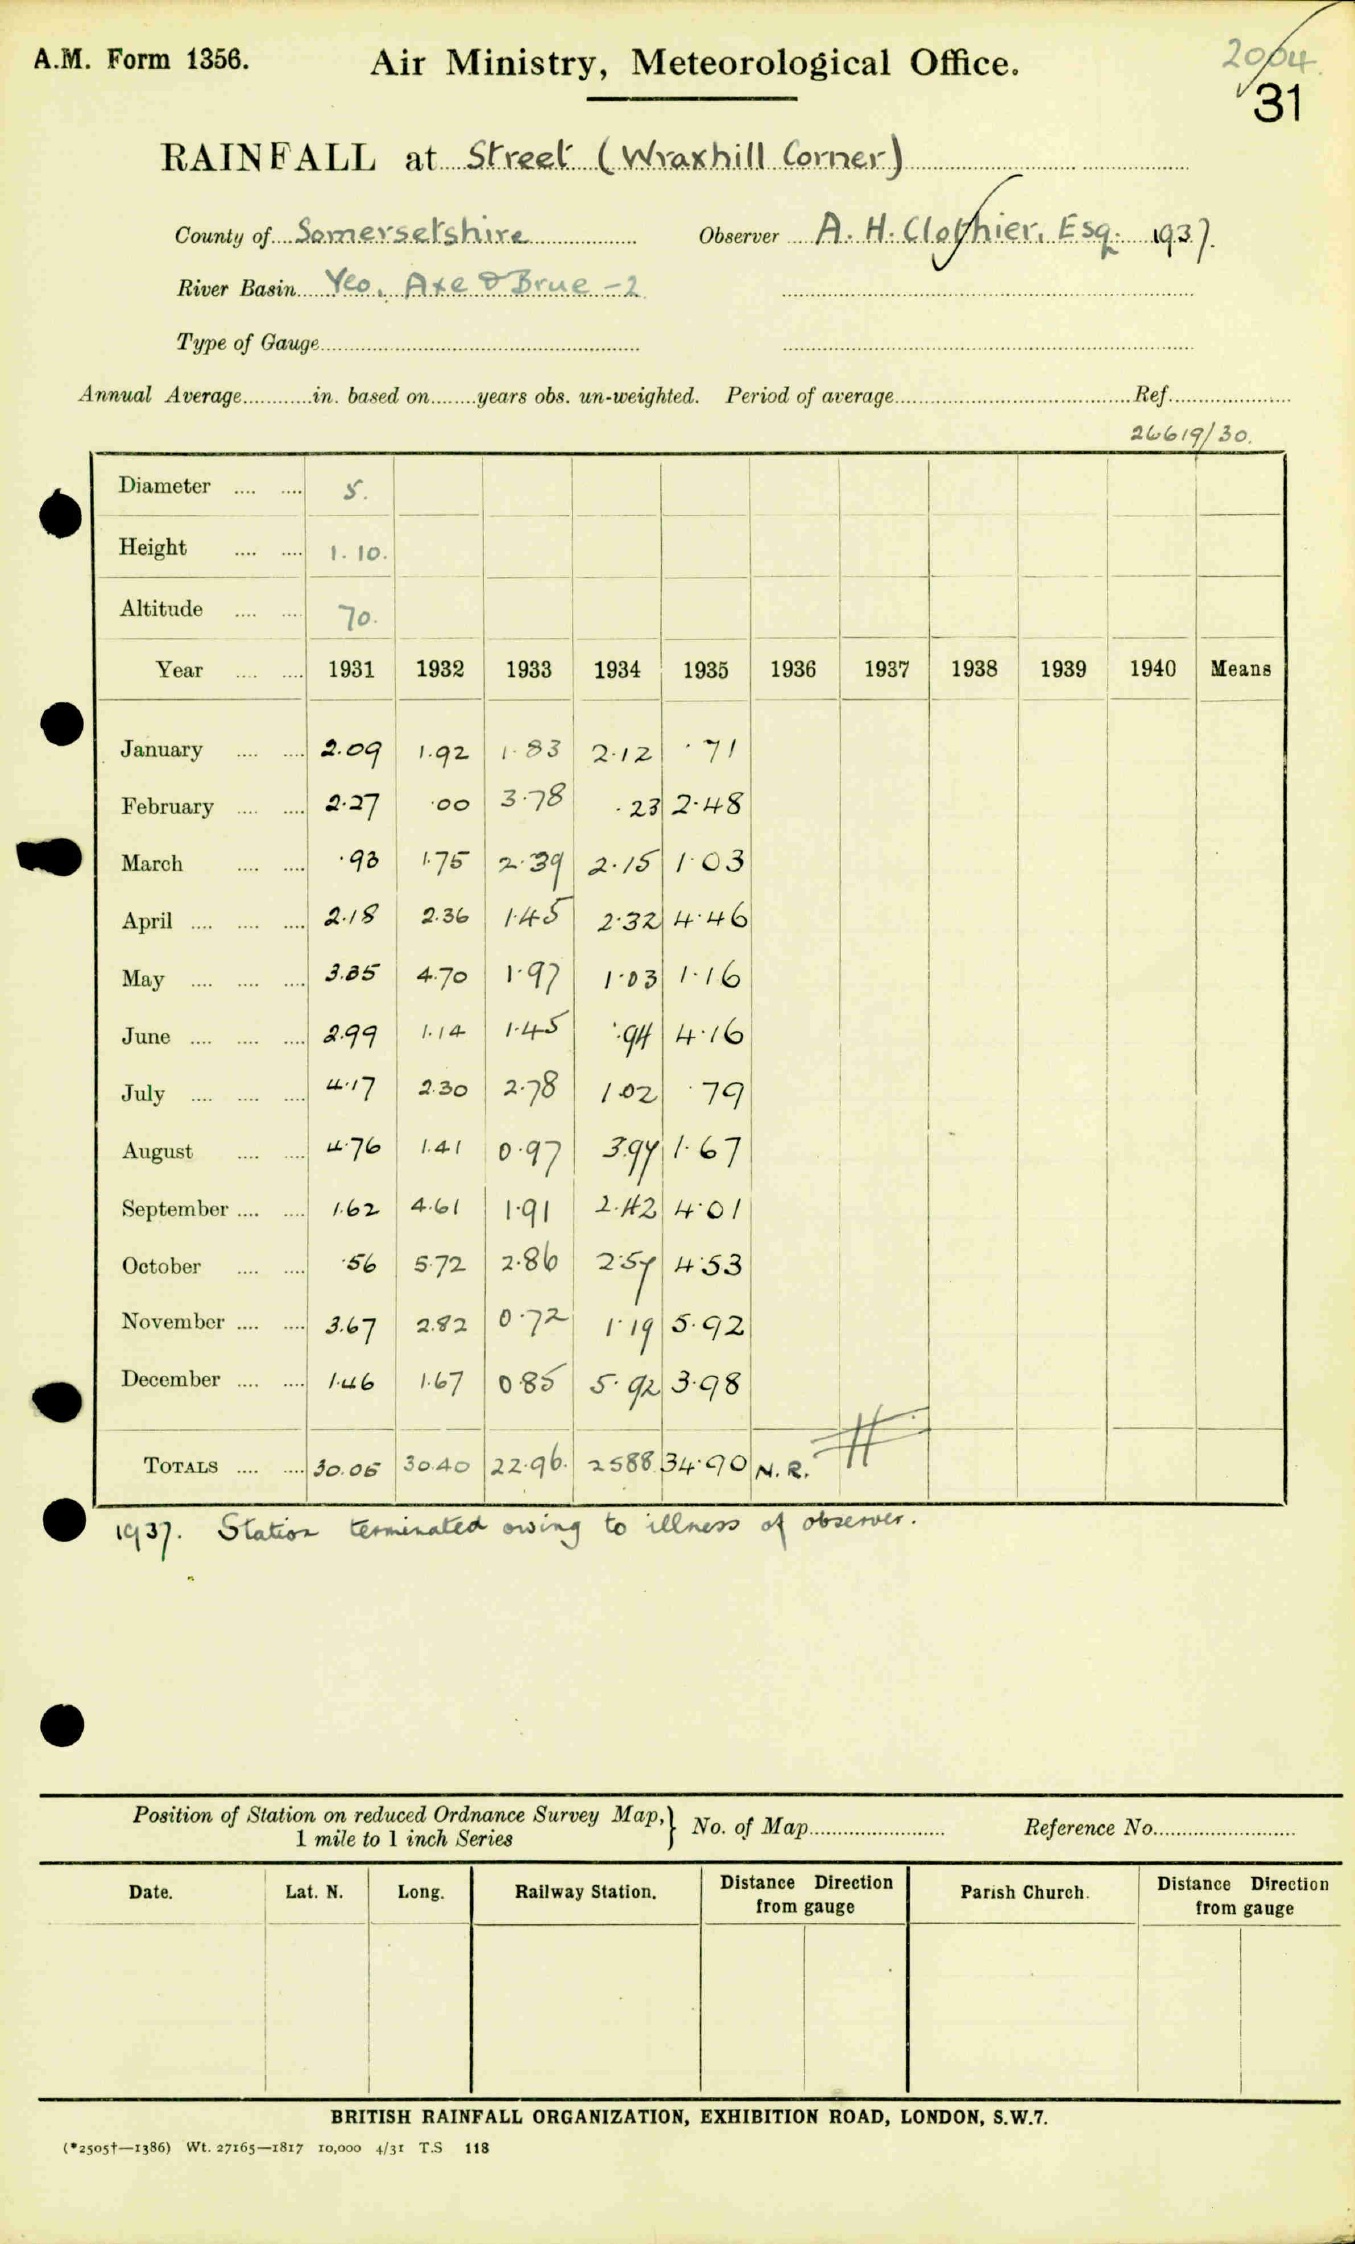 A.M. Form 1356. Air Ministry, Meteorological Office. 2004
31
RAINFALL at Street (Wraxhill Corner)
County of Somersetshire Observer A. H. Clothier, Esq. 1937.
River Basin Yeo, Axe & Brue -2
Type of Gauge
Annual Average in. based on years obs. un-weighted. Period of average Ref.
26619/30.
Diameter 5.
Height 1.10.
Altitude 70.
Year 1931 1932 1933 1934 1935 1936 1937 1938 1939 1940 Means
January 2.09 1.92 1.83 2.12 .71
February 2.27 .00 3.78 .23 2.48
March .93 1.75 2.39 2.15 1.03
April 2.18 2.36 1.45 2.32 4.46
May 3.35 4.70 1.97 1.03 1.16
June 2.99 1.14 1.45 .94 4.16
July 4.17 2.30 2.78 1.02 .79
August 4.76 1.41 0.97 3.97 1.67
September 1.62 4.61 1.91 2.42 4.01
October .56 5.72 2.86 2.57 4.53
November 3.67 2.82 0.72 1.19 5.92
December 1.46 1.67 0.85 5.92 3.98
TOTALS 30.05 30.40 22.96. 25.88 34.90 N.R.
1937. Station terminated owing to illness of observer.
Position of Station on reduced Ordnance Survey Map,} No. of Map Reference No.
1 mile to 1 inch Series
Date. Lat. N. Long. Railway Station. Distance Direction from gauge Parish Church. Distance Direction from gauge
BRITISH RAINFALL ORGANIZATION, EXHIBITION ROAD, LONDON, S.W.7.
(*2505†—1386) Wt. 27165—1817 10,000 4/31 T.S 118